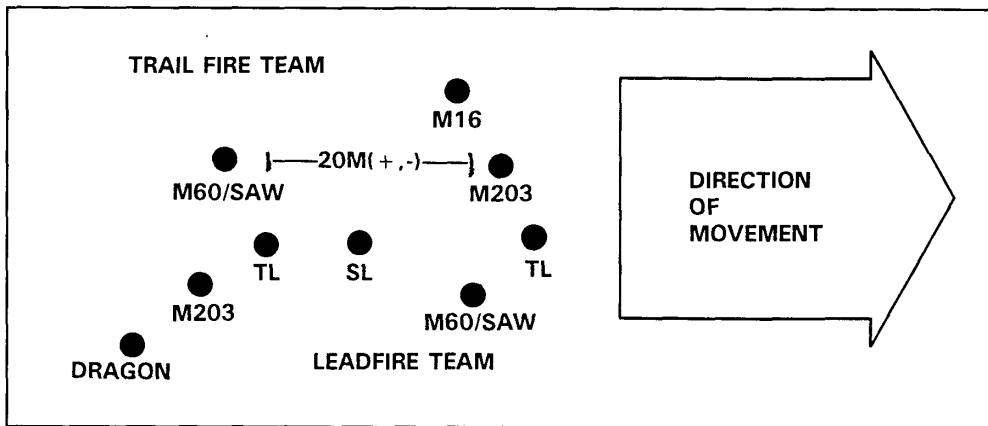 TRAIL FIRE TEAM
M16
20M(+,-)
M60/SAW
M203
DIRECTION
OF
MOVEMENT
TL
SL
TL
M203
M60/SAW
DRAGON
LEADFIRE TEAM